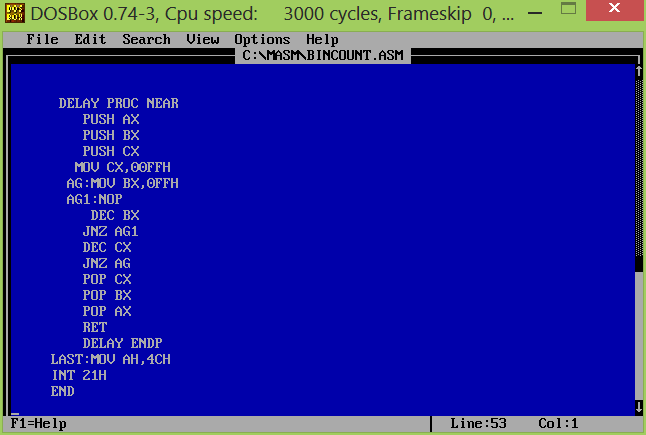 DOS BOX DOSBox 0.74-3, Cpu speed: 3000 cycles, Frameskip 0, ...
File Edit Search View Options Help
C:\MASM\BINCOUNT.ASM
DELAY PROC NEAR
PUSH AX
PUSH BX
PUSH CX
MOV CX,00FFH
AG:MOV BX,0FFH
AG1:NOP
DEC BX
JNZ AG1
DEC CX
JNZ AG
POP CX
POP BX
POP AX
RET
DELAY ENDP
LAST:MOV AH,4CH
INT 21H
END
F1=Help Line:53 Col:1